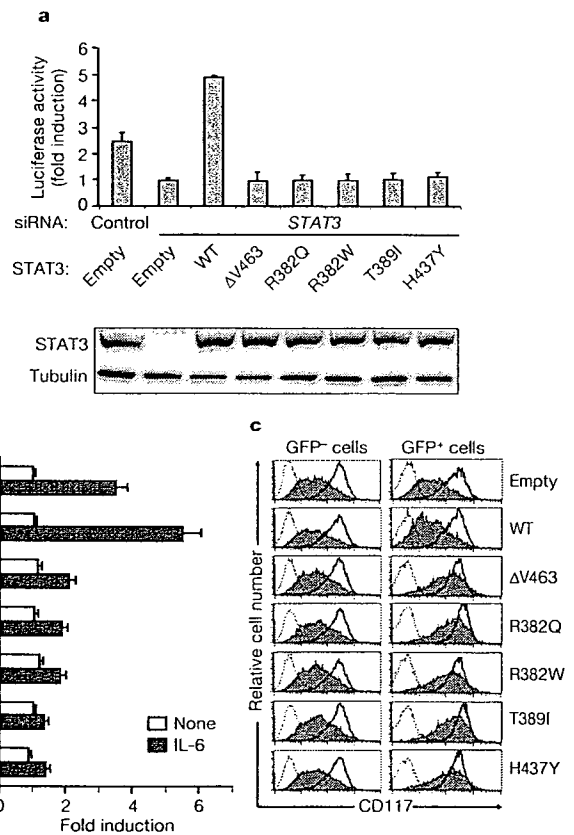 a
Luciferase activity
(fold induction)
6
5
4
3
2
1
0
siRNA: Control STAT3
STAT3: Empty Empty WT ΔV463 R382Q R382W T389I H437Y
STAT3
Tubulin
None
IL-6
0 2 4 6
Fold induction
c
GFP⁻ cells GFP⁺ cells
Relative cell number
Empty
WT
ΔV463
R382Q
R382W
T389I
H437Y
CD117